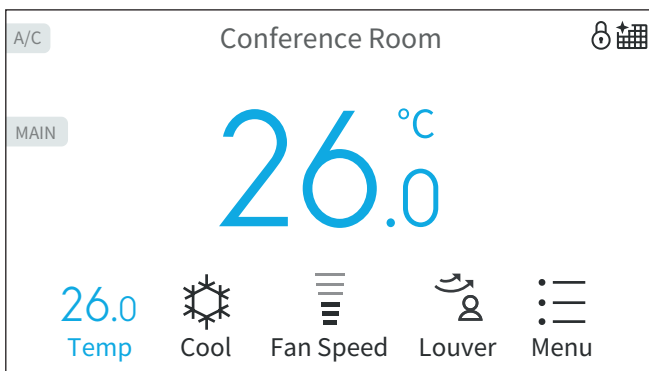 A/C
Conference Room
MAIN
26.0 °C
26.0
Temp
Cool
Fan Speed
Louver
Menu